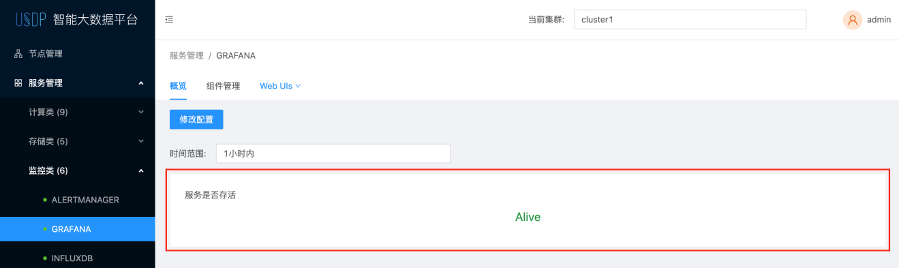 USDP 智能大数据平台
当前集群: cluster1
admin
节点管理
服务管理
计算类 (9)
存储类 (5)
监控类 (6)
ALERTMANAGER
GRAFANA
INFLUXDB
服务管理 / GRAFANA
概览 组件管理 Web UIs
修改配置
时间范围: 1小时内
服务是否存活
Alive